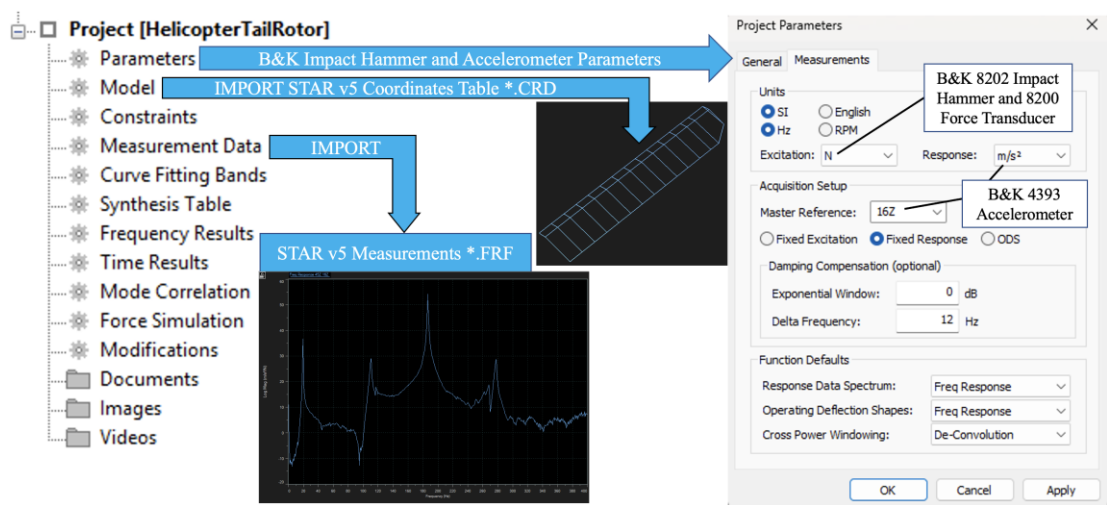 Project [HelicopterTailRotor]
Parameters
B&K Impact Hammer and Accelerometer Parameters
Model
IMPORT STAR v5 Coordinates Table *.CRD
Constraints
Measurement Data
IMPORT
Curve Fitting Bands
Synthesis Table
Frequency Results
STAR v5 Measurements *.FRF
Time Results
Mode Correlation
Force Simulation
Modifications
Documents
Images
Videos
Frequency (Hz)
Project Parameters
General Measurements
B&K 8202 Impact
Hammer and 8200
Force Transducer
Units
SI English
Hz RPM
Excitation: N Response: m/s²
B&K 4393
Accelerometer
Acquisition Setup
Master Reference: 16Z
Fixed Excitation Fixed Response ODS
Damping Compensation (optional)
Exponential Window: 0 dB
Delta Frequency: 12 Hz
Function Defaults
Response Data Spectrum: Freq Response
Operating Deflection Shapes: Freq Response
Cross Power Windowing: De-Convolution
OK Cancel Apply